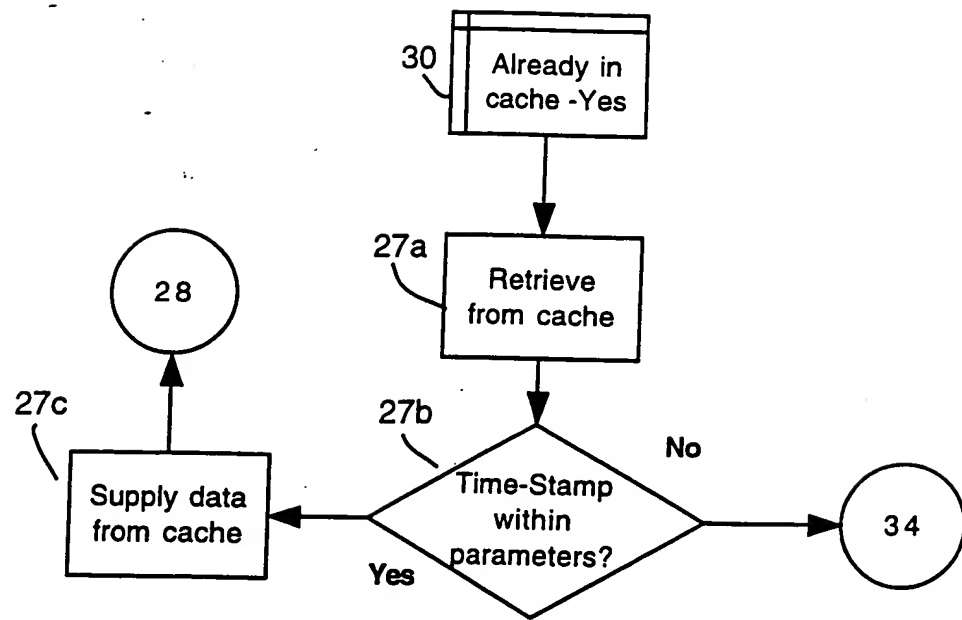 30
Already in
cache -Yes
27a
Retrieve
from cache
28
27c
27b
No
Supply data
from cache
Time-Stamp
within
parameters?
34
Yes